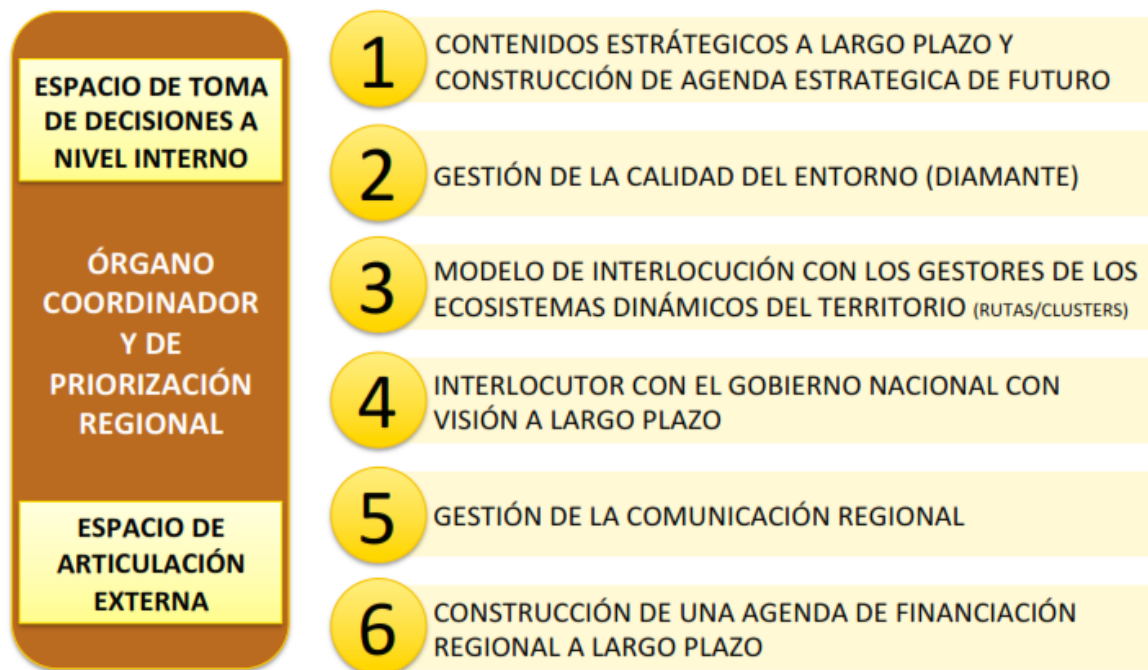 ESPACIO DE TOMA
DE DECISIONES A
NIVEL INTERNO
ÓRGANO
COORDINADOR
Y DE
PRIORIZACIÓN
REGIONAL
ESPACIO DE
ARTICULACIÓN
EXTERNA
1
CONTENIDOS ESTRÁTEGICOS A LARGO PLAZO Y
CONSTRUCCIÓN DE AGENDA ESTRATEGICA DE FUTURO
2
GESTIÓN DE LA CALIDAD DEL ENTORNO (DIAMANTE)
3
MODELO DE INTERLOCUCIÓN CON LOS GESTORES DE LOS
ECOSISTEMAS DINÁMICOS DEL TERRITORIO (RUTAS/CLUSTERS)
4
INTERLOCUTOR CON EL GOBIERNO NACIONAL CON
VISIÓN A LARGO PLAZO
5
GESTIÓN DE LA COMUNICACIÓN REGIONAL
6
CONSTRUCCIÓN DE UNA AGENDA DE FINANCIACIÓN
REGIONAL A LARGO PLAZO